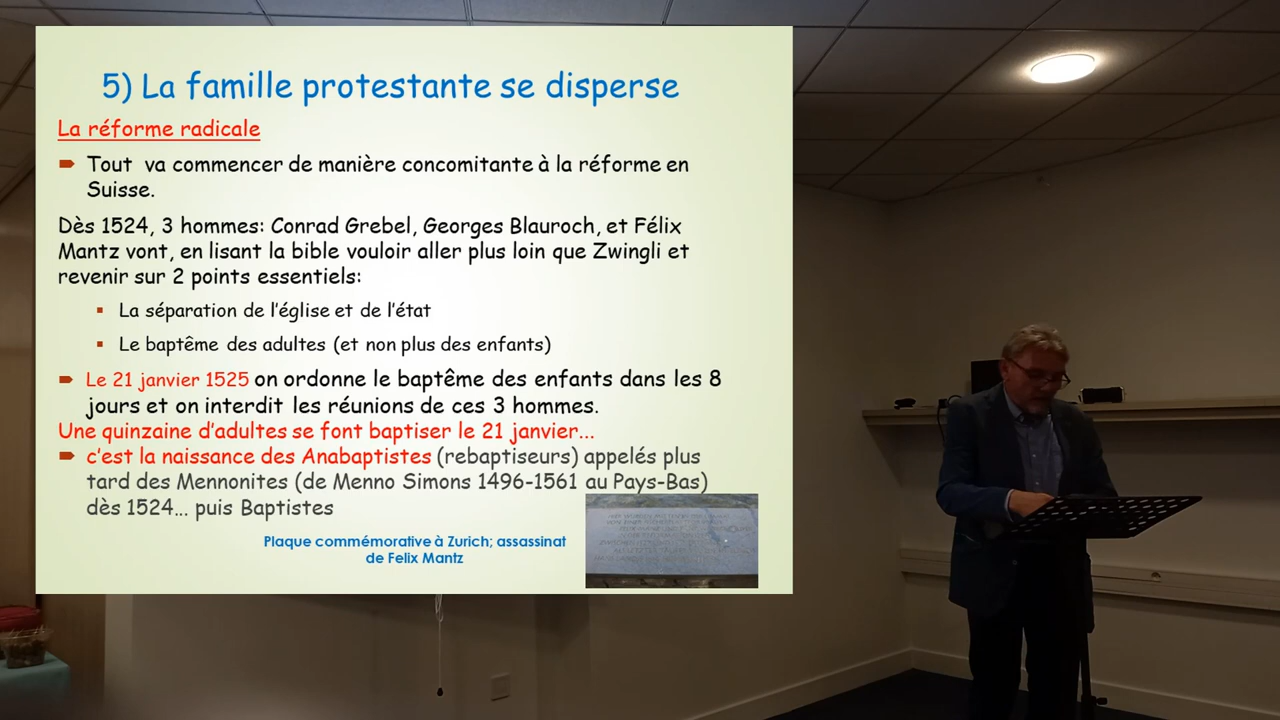 5) La famille protestante se disperse
La réforme radicale
Tout va commencer de manière concomitante à la réforme en
Suisse.
Dès 1524, 3 hommes: Conrad Grebel, Georges Blauroch, et Félix
Mantz vont, en lisant la bible vouloir aller plus loin que Zwingli et
revenir sur 2 points essentiels:
La séparation de l'église et de l'état
Le baptême des adultes (et non plus des enfants)
Le 21 janvier 1525 on ordonne le baptême des enfants dans les 8
jours et on interdit les réunions de ces 3 hommes.
Une quinzaine d'adultes se font baptiser le 21 janvier...
c'est la naissance des Anabaptistes (rebaptiseurs) appelés plus
tard des Mennonites (de Menno Simons 1496-1561 au Pays-Bas)
dès 1524... puis Baptistes
Plaque commémorative à Zurich; assassinat
de Felix Mantz